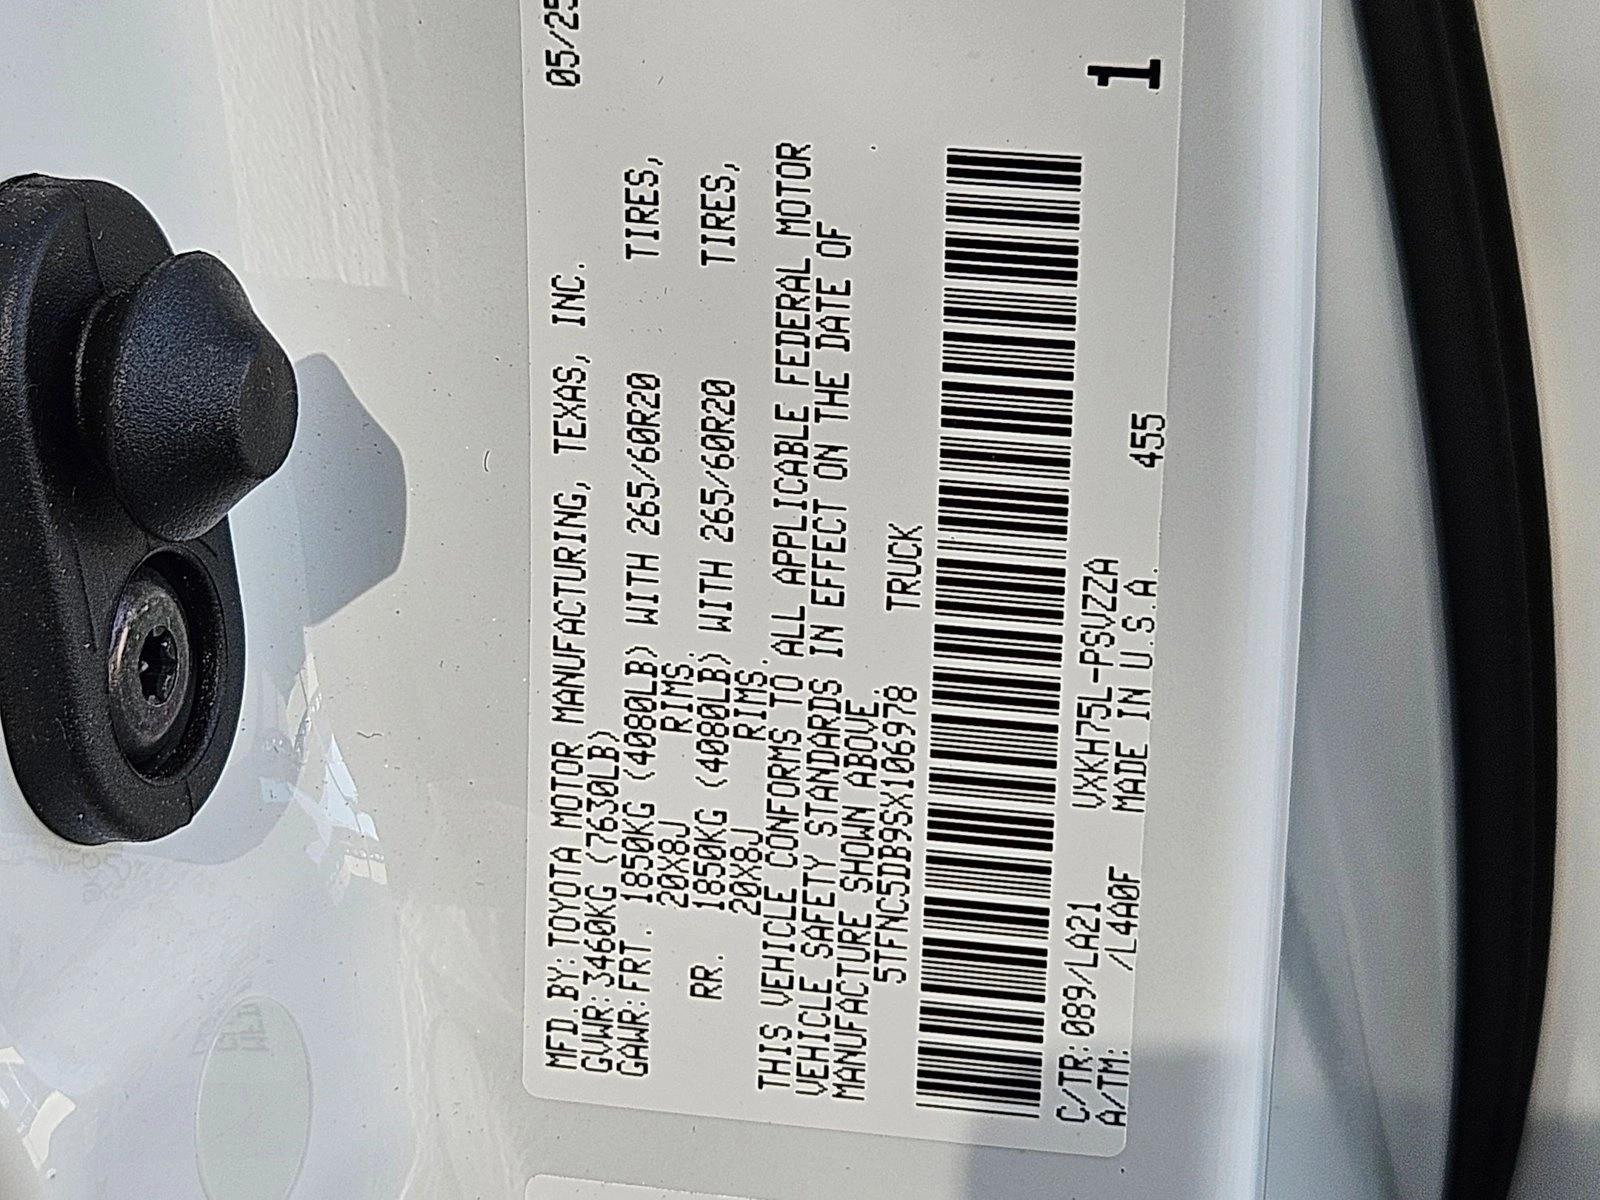 MFD.BY:TOYOTA MOTOR MANUFACTURING, TEXAS, INC. 05/25
GVWR:3460KG (7630LB)
GAWR:FRT. 1850KG (4080LB) WITH 265/60R20 TIRES,
20X8J RIMS.
RR. 1850KG (4080LB) WITH 265/60R20 TIRES,
20X8J RIMS.
THIS VEHICLE CONFORMS TO ALL APPLICABLE FEDERAL MOTOR
VEHICLE SAFETY STANDARDS IN EFFECT ON THE DATE OF
MANUFACTURE SHOWN ABOVE.
5TFNC5DB9SX106978 TRUCK
C/TR:089/LA21 VXKH75L-PSVZZA
A/TM: /L4A0F MADE IN U.S.A. 455
1